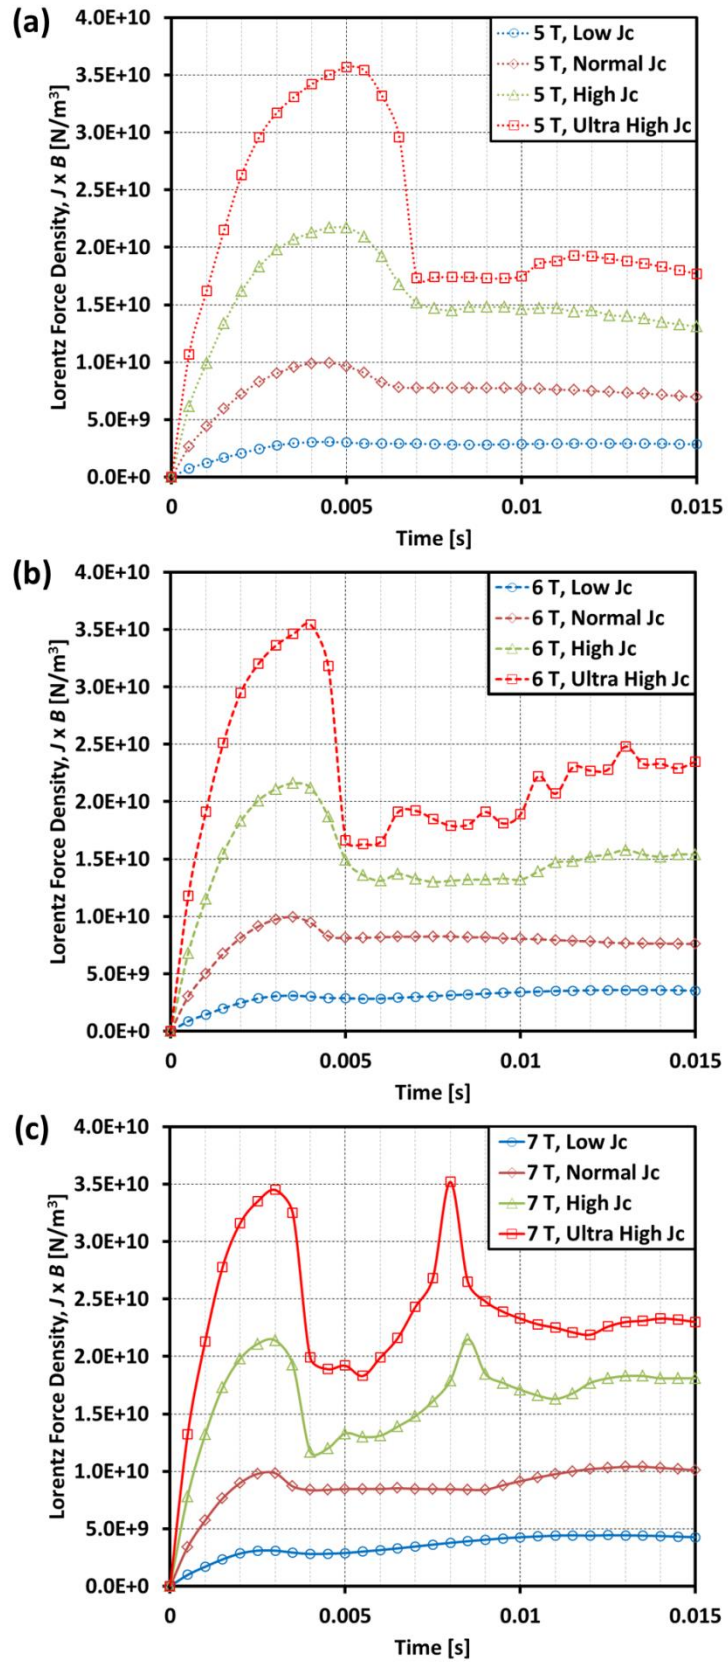 (a)
4.0E+10
3.5E+10
3.0E+10
2.5E+10
2.0E+10
1.5E+10
1.0E+10
5.0E+9
0.0E+0
Lorentz Force Density, J x B [N/m³]
5 T, Low Jc
5 T, Normal Jc
5 T, High Jc
5 T, Ultra High Jc
0 0.005 0.01 0.015
Time [s]
(b)
4.0E+10
3.5E+10
3.0E+10
2.5E+10
2.0E+10
1.5E+10
1.0E+10
5.0E+9
0.0E+0
Lorentz Force Density, J x B [N/m³]
6 T, Low Jc
6 T, Normal Jc
6 T, High Jc
6 T, Ultra High Jc
0 0.005 0.01 0.015
Time [s]
(c)
4.0E+10
3.5E+10
3.0E+10
2.5E+10
2.0E+10
1.5E+10
1.0E+10
5.0E+9
0.0E+0
Lorentz Force Density, J x B [N/m³]
7 T, Low Jc
7 T, Normal Jc
7 T, High Jc
7 T, Ultra High Jc
0 0.005 0.01 0.015
Time [s]